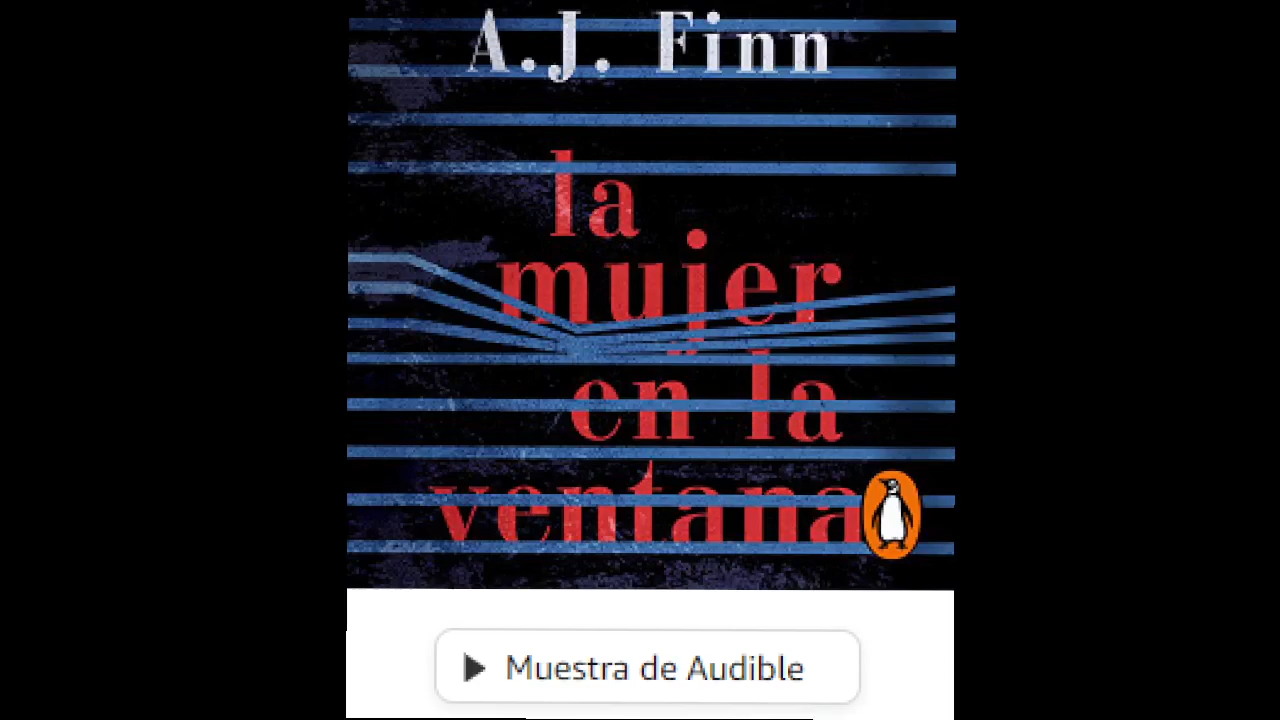 A.J. Finn
la
mujer
en la
ventana
Muestra de Audible